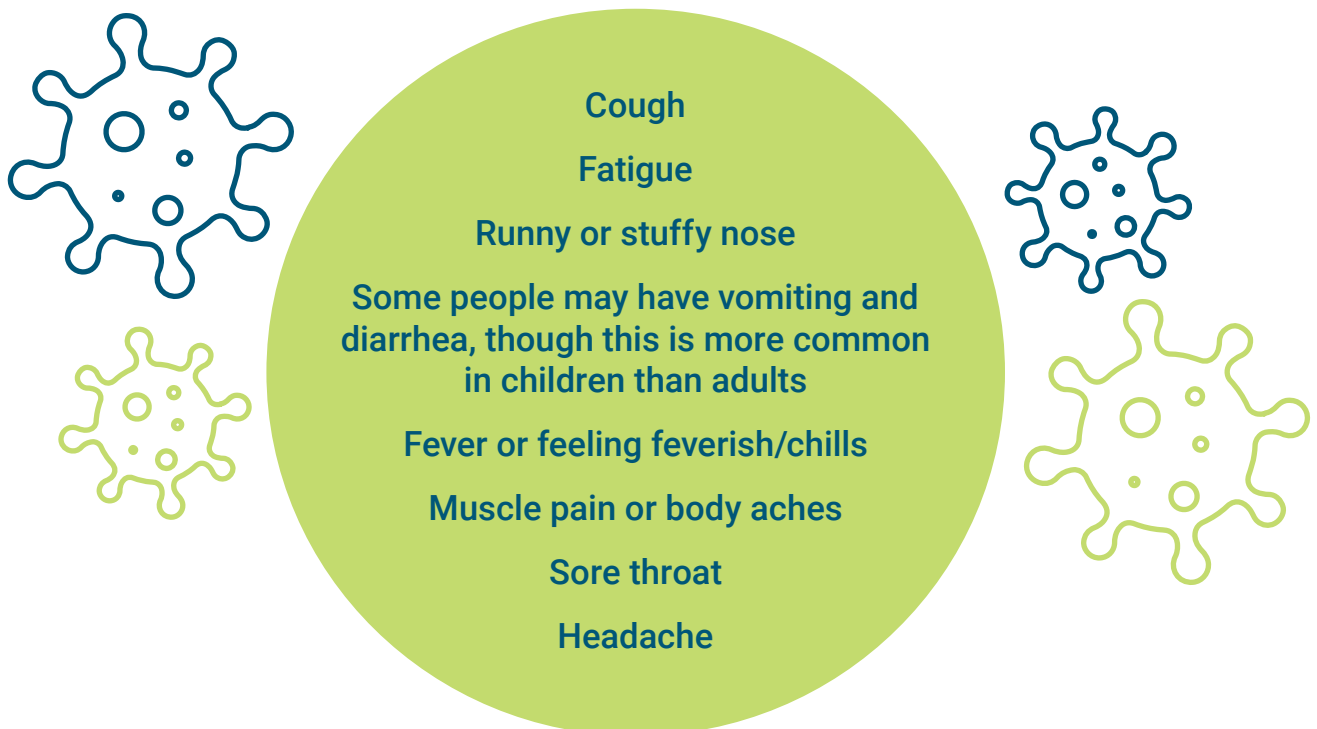 Cough
Fatigue
Runny or stuffy nose
Some people may have vomiting and
diarrhea, though this is more common
in children than adults
Fever or feeling feverish/chills
Muscle pain or body aches
Sore throat
Headache